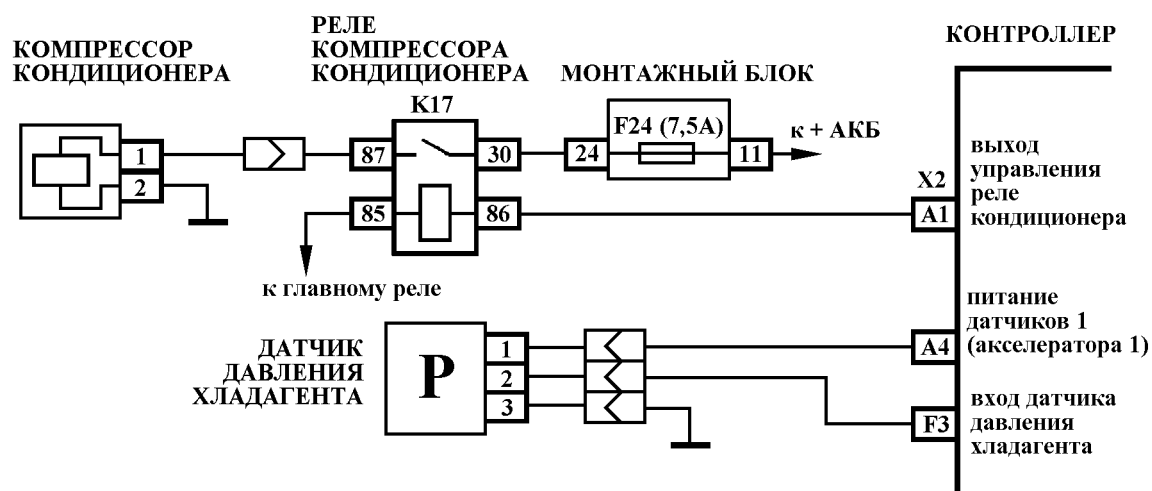 КОМПРЕССОР
КОНДИЦИОНЕРА
РЕЛЕ
КОМПРЕССОРА
КОНДИЦИОНЕРА
K17
МОНТАЖНЫЙ БЛОК
F24 (7,5А)
к + АКБ
КОНТРОЛЛЕР
1
2
87
30
85
86
24
11
X2
A1
выход
управления
реле
кондиционера
к главному реле
ДАТЧИК
ДАВЛЕНИЯ
ХЛАДАГЕНТА
P
1
2
3
A4
питание
датчиков 1
(акселератора 1)
F3
вход датчика
давления
хладагента